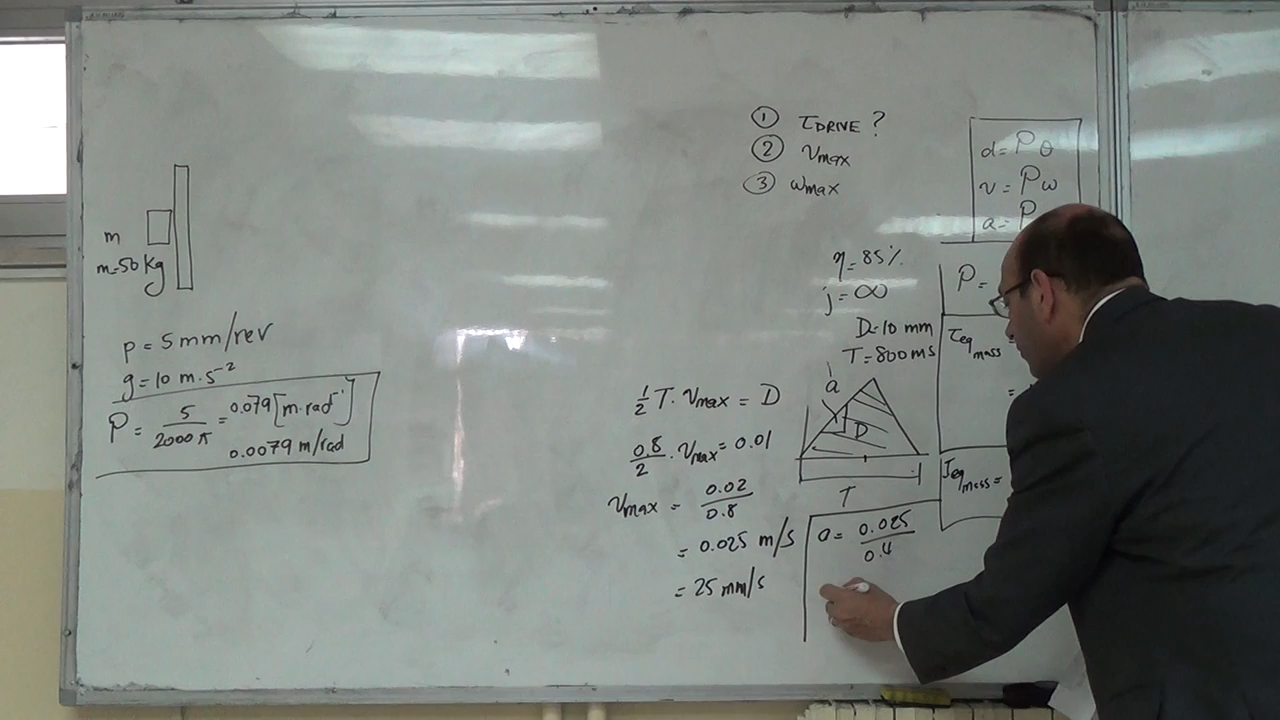 m
m=50 kg
p = 5 mm/rev
g = 10 m.s⁻²
P = 5/2000π = 0.079 [m.rad⁻¹]
0.0079 m/rad
① τDRIVE ?
② vmax
③ ωmax
d = Pθ
v = Pω
a = P
η = 85%
j = ∞
D=10 mm
T=800 ms
a
D
T
1/2 T. vmax = D
0.8/2 . vmax = 0.01
vmax = 0.02/0.8
= 0.025 m/s
= 25 mm/s
a = 0.025/0.4
P =
τeq mass
=
Jeq mass =